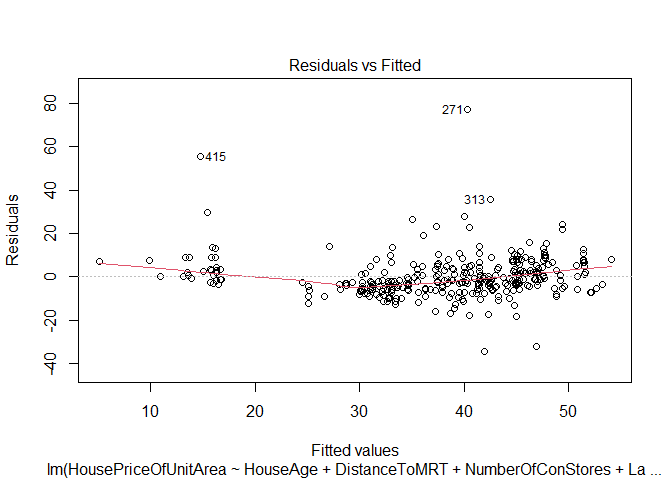 Residuals vs Fitted
80
60
40
20
0
-20
-40
Residuals
271
415
313
10 20 30 40 50
Fitted values
lm(HousePriceOfUnitArea ~ HouseAge + DistanceToMRT + NumberOfConStores + La ...